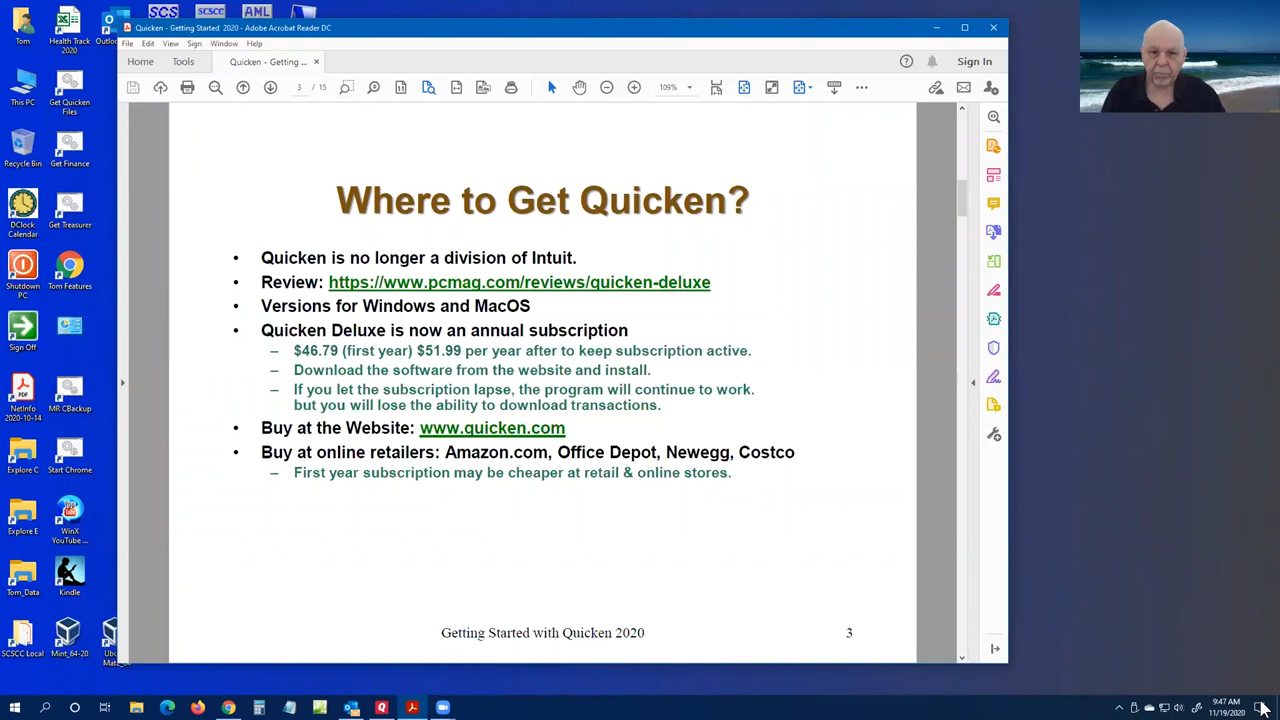 SCS
SCSCC
AML
Tom
Health Track
2020
Quicken - Getting Started 2020 - Adobe Acrobat Reader DC
File Edit View Sign Window Help
Home Tools Quicken - Getting ... × Sign In
3 / 15 109%
This PC
Get Quicken
Files
Recycle Bin
Get Finance
DClock
Calendar
Get Treasurer
Shutdown
PC
Tom Features
Sign Off
NetInfo
2020-10-14
MR CBackup
Explore C
Start Chrome
Explore E
WinX
YouTube ...
Tom_Data
Kindle
SCSCC Local
Mint_64-20
Where to Get Quicken?
• Quicken is no longer a division of Intuit.
• Review: https://www.pcmag.com/reviews/quicken-deluxe
• Versions for Windows and MacOS
• Quicken Deluxe is now an annual subscription
– $46.79 (first year) $51.99 per year after to keep subscription active.
– Download the software from the website and install.
– If you let the subscription lapse, the program will continue to work.
but you will lose the ability to download transactions.
• Buy at the Website: www.quicken.com
• Buy at online retailers: Amazon.com, Office Depot, Newegg, Costco
– First year subscription may be cheaper at retail & online stores.
Getting Started with Quicken 2020 3
9:47 AM
11/19/2020